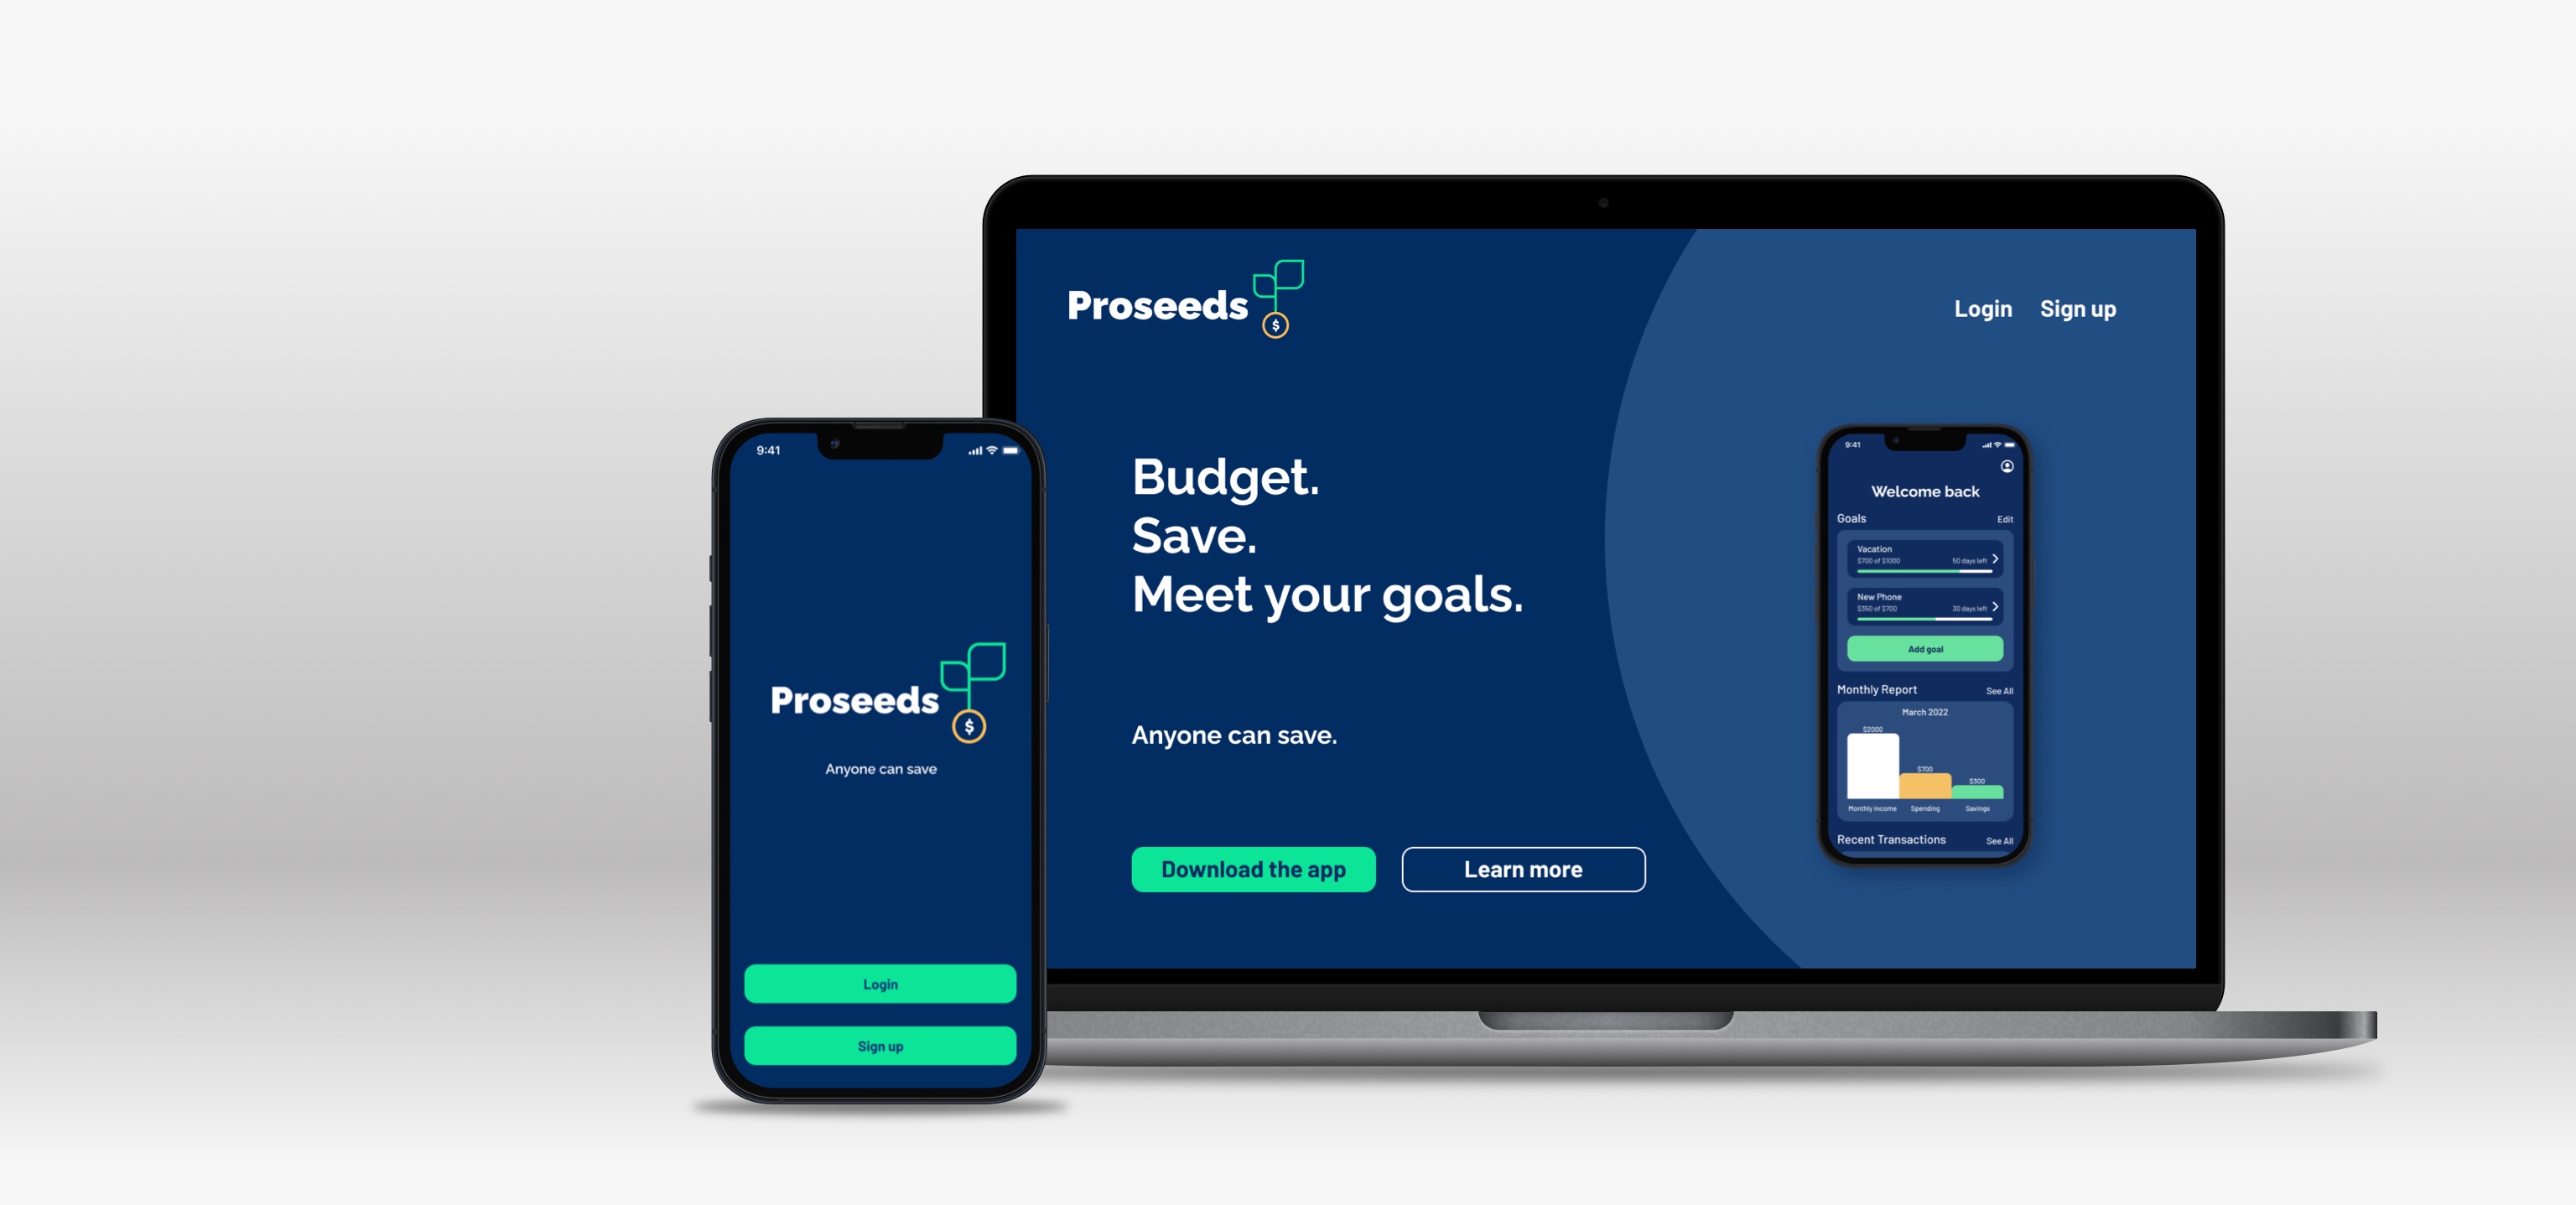 9:41
Proseeds
$
Anyone can save
Login
Sign up
Proseeds
$
Login Sign up
Budget.
Save.
Meet your goals.
Anyone can save.
Download the app
Learn more
9:41
Welcome back
Goals Edit
Vacation
$700 of $1000 50 days left
New Phone
$350 of $700 30 days left
Add goal
Monthly Report See All
March 2022
$2000
$700
$300
Monthly income Spending Savings
Recent Transactions See All